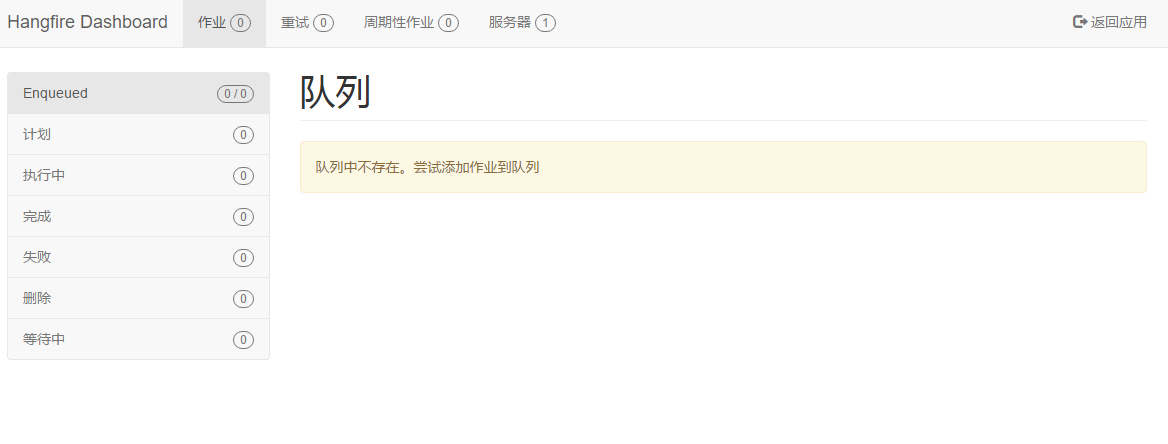 Hangfire Dashboard 作业 0 重试 0 周期性作业 0 服务器 1 返回应用
队列
Enqueued 0 / 0
计划 0
执行中 0
完成 0
失败 0
删除 0
等待中 0
队列中不存在。尝试添加作业到队列